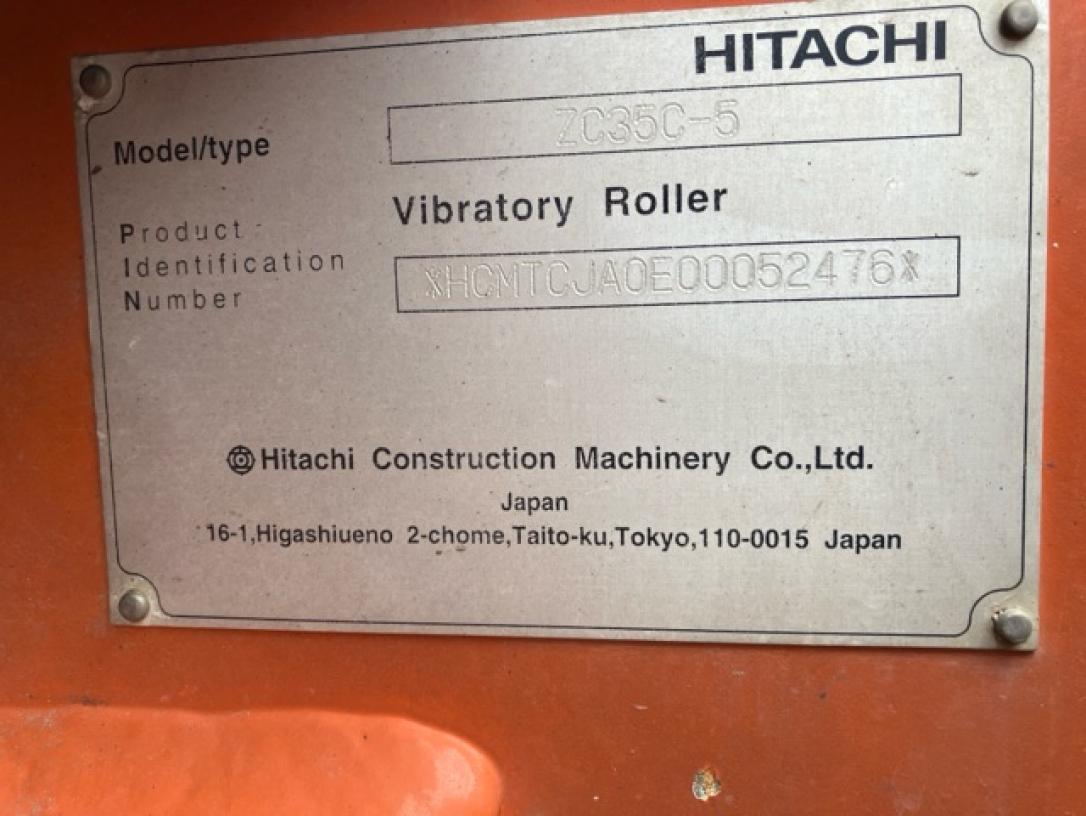 HITACHI
Model/type ZC35C-5
Vibratory Roller
Product
Identification
Number
*HCMTCJA0E00052476*
Hitachi Construction Machinery Co.,Ltd.
Japan
16-1,Higashiueno 2-chome,Taito-ku,Tokyo,110-0015 Japan